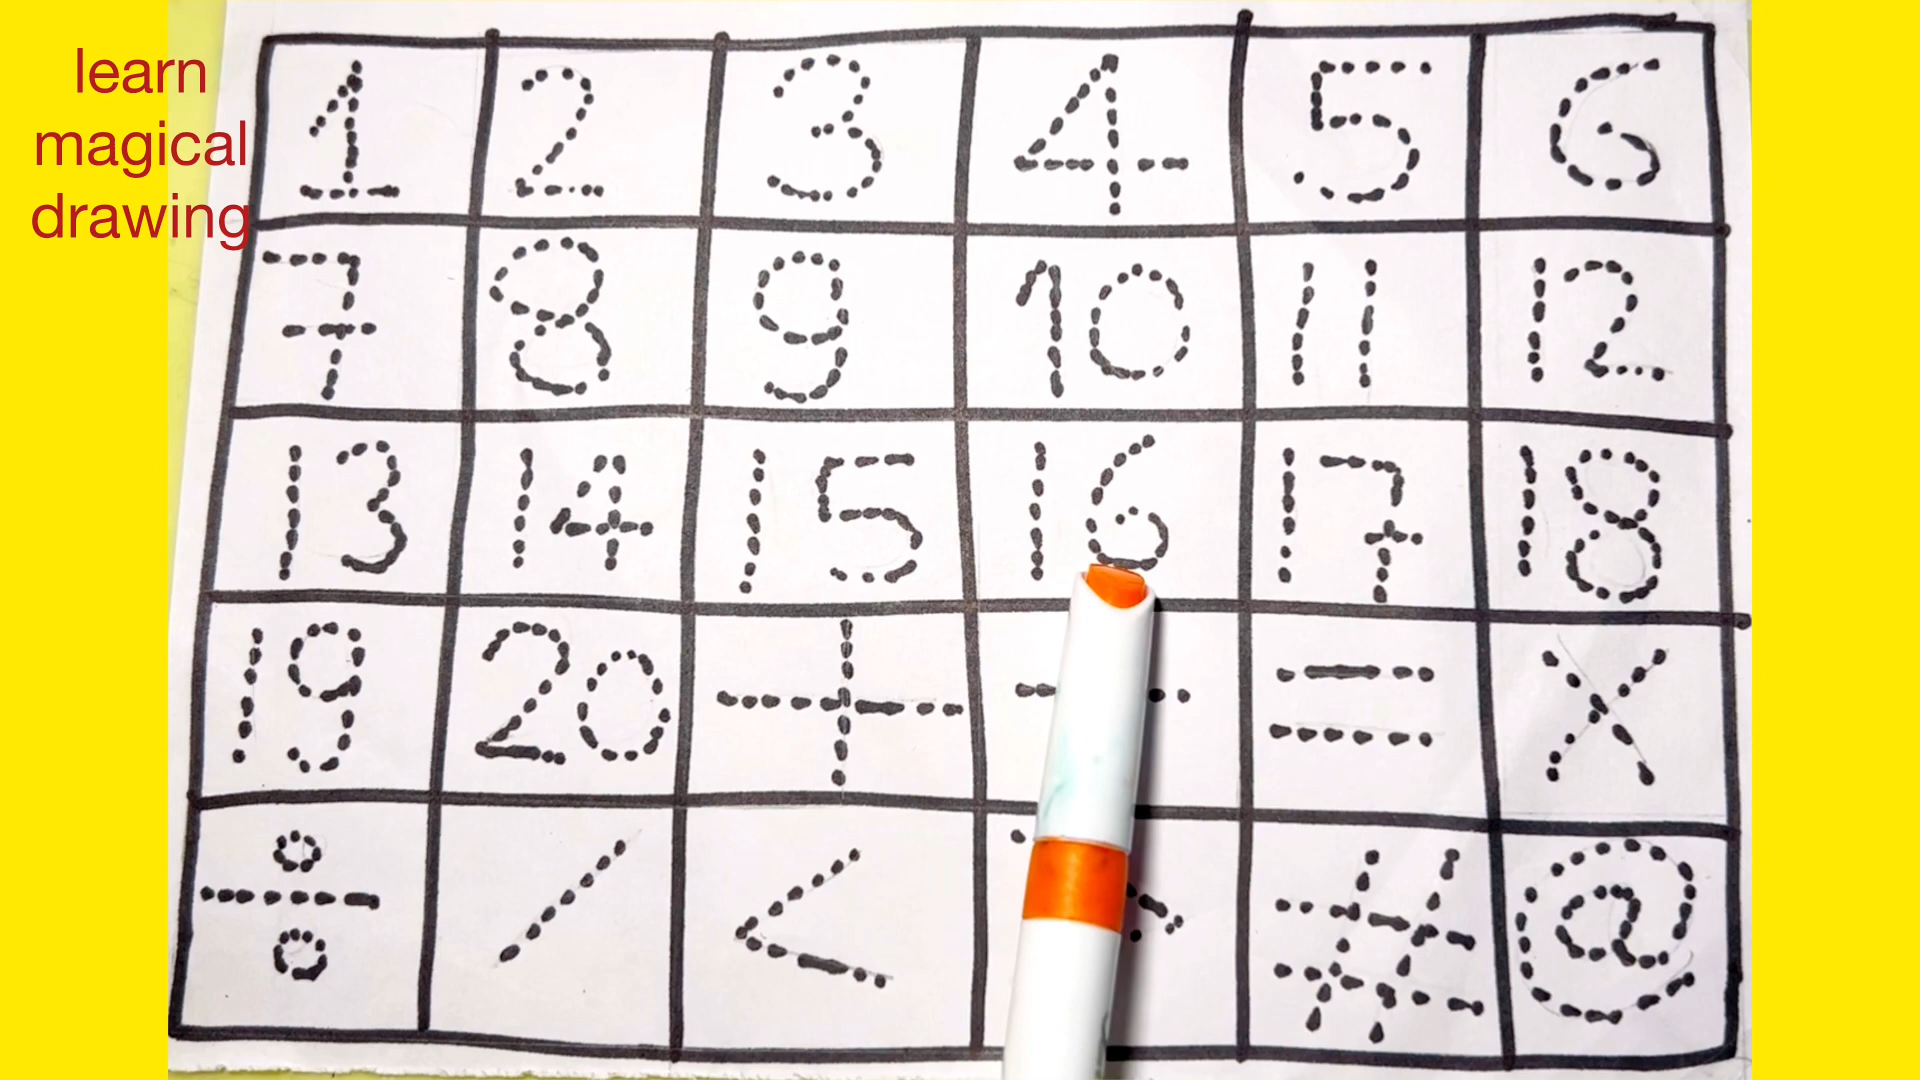 learn
magical
drawing
1 2 3 4 5 6
7 8 9 10 11 12
13 14 15 16 17 18
19 20 + - = ×
÷ / < > # @